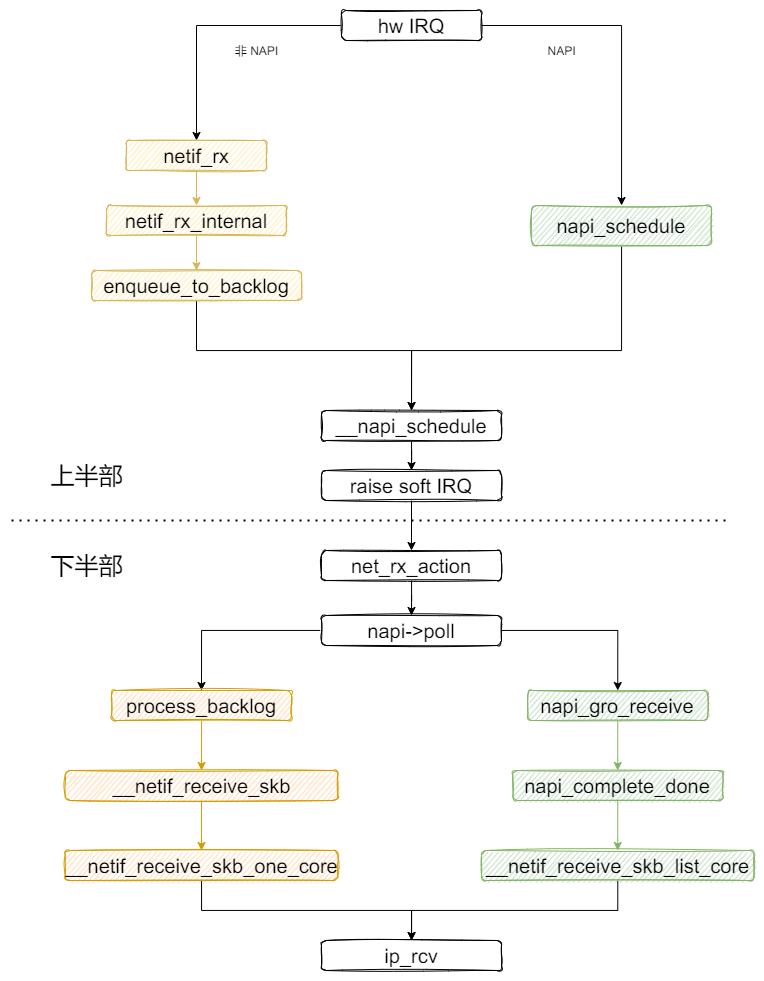 hw IRQ
非 NAPI
NAPI
netif_rx
netif_rx_internal
napi_schedule
enqueue_to_backlog
__napi_schedule
上半部
raise soft IRQ
下半部
net_rx_action
napi->poll
process_backlog
napi_gro_receive
__netif_receive_skb
napi_complete_done
__netif_receive_skb_one_core
__netif_receive_skb_list_core
ip_rcv